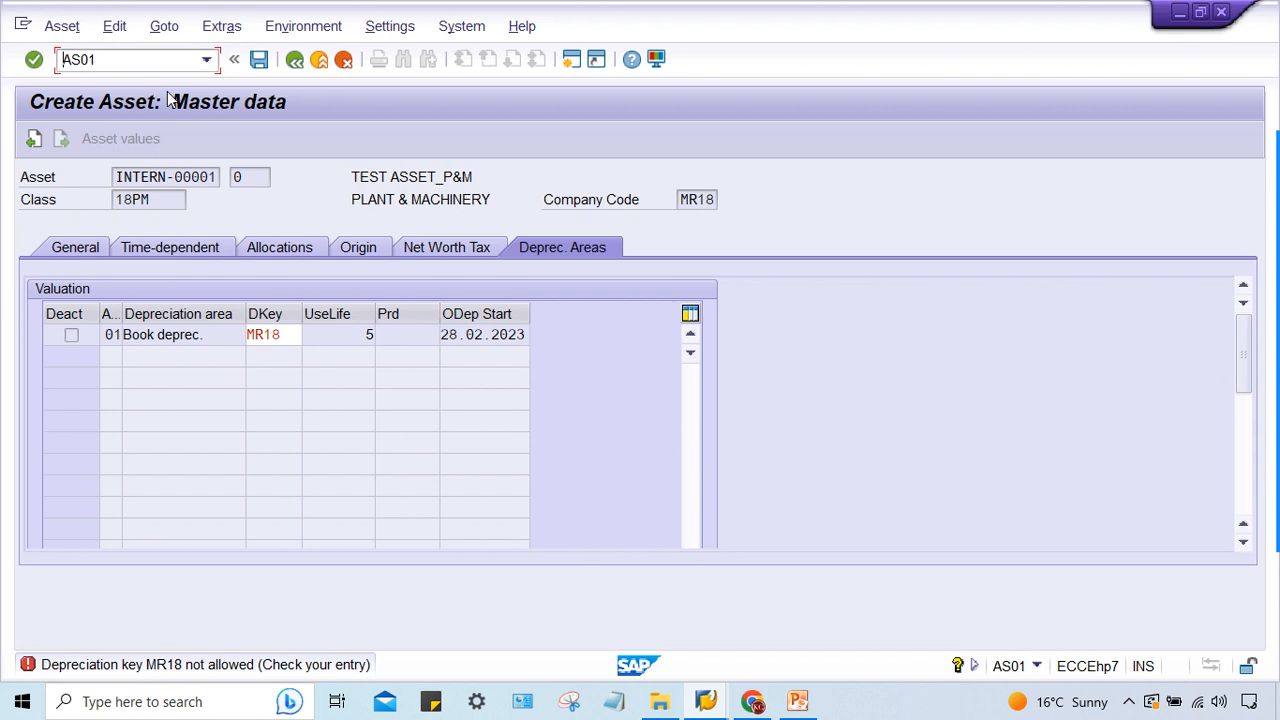 Asset Edit Goto Extras Environment Settings System Help
AS01
Create Asset: Master data
Asset values
Asset INTERN-00001 0 TEST ASSET_P&M
Class 18PM PLANT & MACHINERY Company Code MR18
General Time-dependent Allocations Origin Net Worth Tax Deprec. Areas
Valuation
Deact A... Depreciation area DKey UseLife Prd ODep Start
01 Book deprec. MR18 5 28.02.2023
Depreciation key MR18 not allowed (Check your entry) SAP AS01 ECCEhp7 INS
Type here to search 16°C Sunny